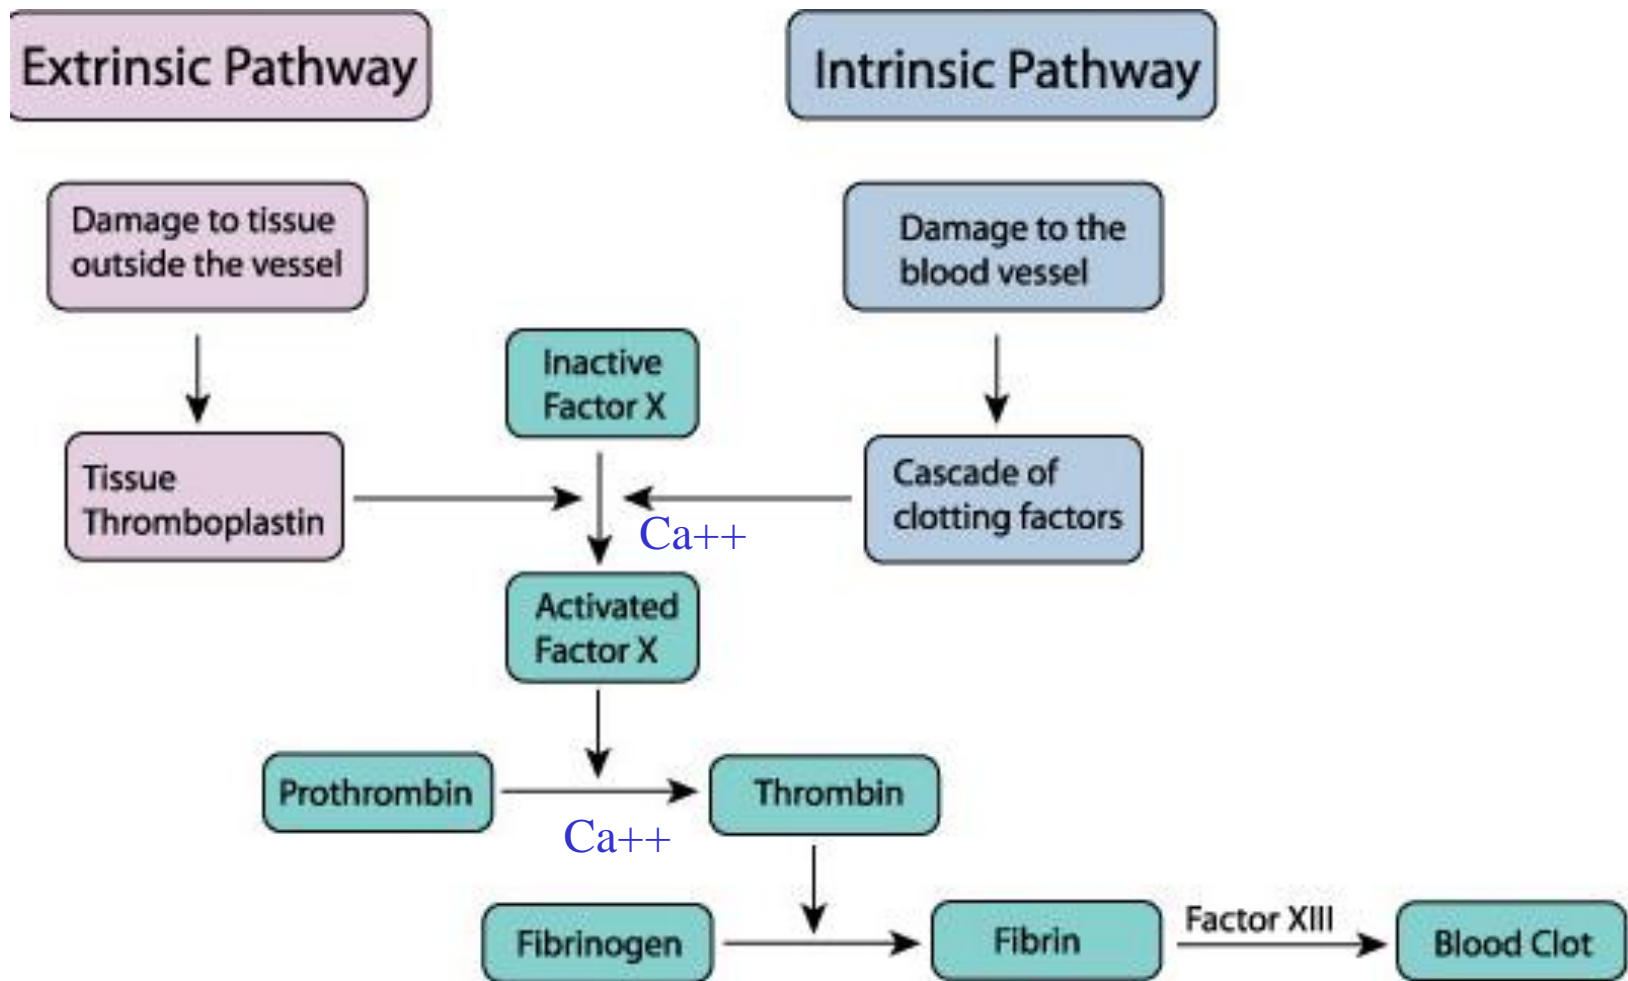 Extrinsic Pathway
Intrinsic Pathway
Damage to tissue
outside the vessel
Damage to the
blood vessel
Inactive
Factor X
Tissue
Thromboplastin
Cascade of
clotting factors
Ca++
Activated
Factor X
Prothrombin
Thrombin
Ca++
Fibrinogen
Fibrin
Factor XIII
Blood Clot